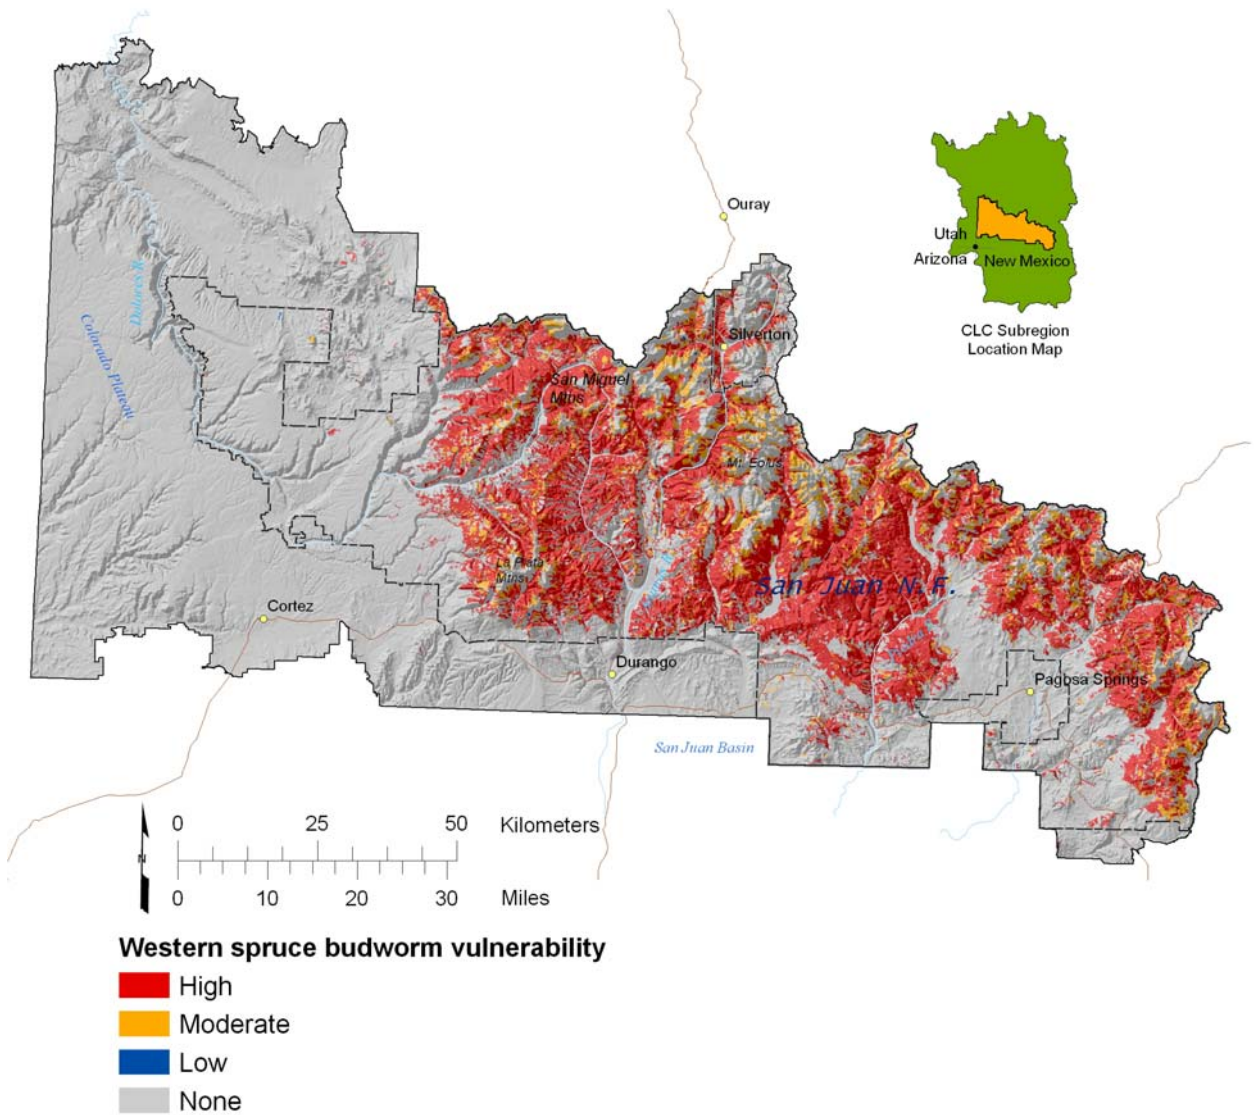 Ouray
Utah
Arizona
New Mexico
CLC Subregion
Location Map
Dolores R.
Colorado Plateau
Silverton
San Miguel
Mtns
Mt. Eolus
La Plata
Mtns
San Juan N.F.
Cortez
Durango
Pagosa Springs
San Juan Basin
N
0 25 50 Kilometers
0 10 20 30 Miles
Western spruce budworm vulnerability
High
Moderate
Low
None